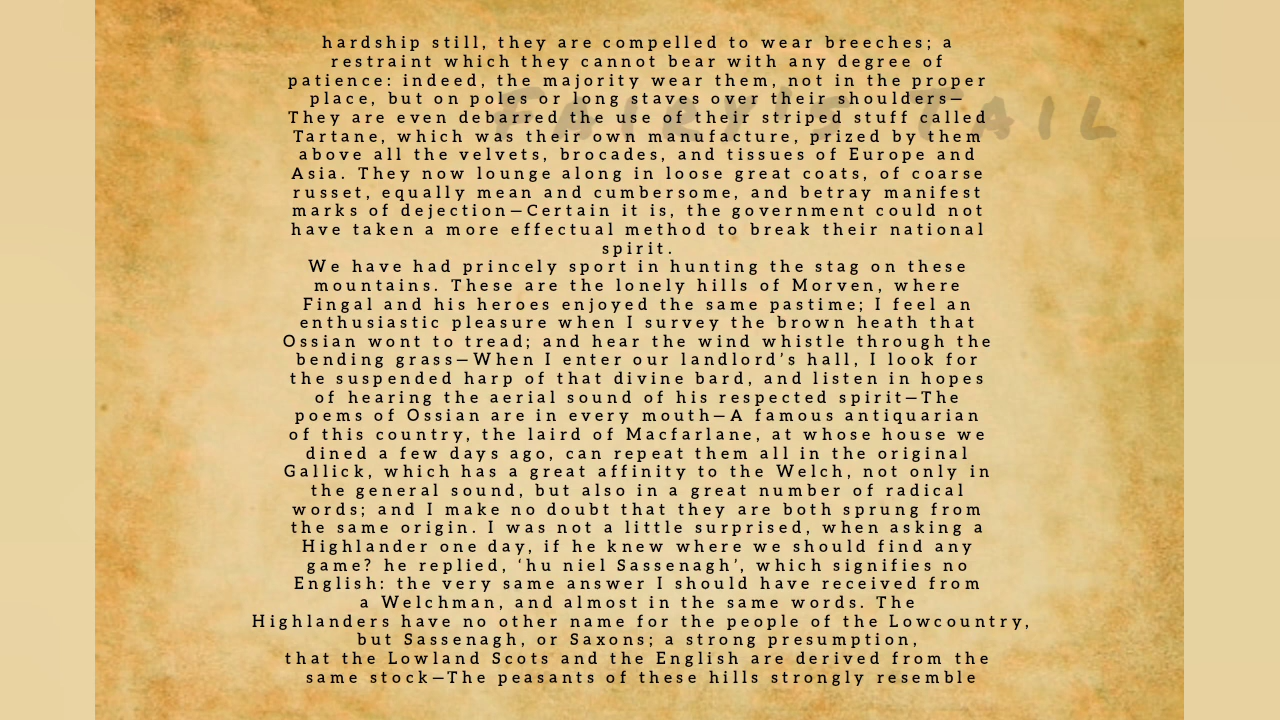 hardship still, they are compelled to wear breeches; a
restraint which they cannot bear with any degree of
patience: indeed, the majority wear them, not in the proper
place, but on poles or long staves over their shoulders—
FAIRY'S TAIL
They are even debarred the use of their striped stuff called
Tartane, which was their own manufacture, prized by them
above all the velvets, brocades, and tissues of Europe and
Asia. They now lounge along in loose great coats, of coarse
russet, equally mean and cumbersome, and betray manifest
marks of dejection—Certain it is, the government could not
have taken a more effectual method to break their national
spirit.
We have had princely sport in hunting the stag on these
mountains. These are the lonely hills of Morven, where
Fingal and his heroes enjoyed the same pastime; I feel an
enthusiastic pleasure when I survey the brown heath that
Ossian wont to tread; and hear the wind whistle through the
bending grass—When I enter our landlord’s hall, I look for
the suspended harp of that divine bard, and listen in hopes
of hearing the aerial sound of his respected spirit—The
poems of Ossian are in every mouth—A famous antiquarian
of this country, the laird of Macfarlane, at whose house we
dined a few days ago, can repeat them all in the original
Gallick, which has a great affinity to the Welch, not only in
the general sound, but also in a great number of radical
words; and I make no doubt that they are both sprung from
the same origin. I was not a little surprised, when asking a
Highlander one day, if he knew where we should find any
game? he replied, ‘hu niel Sassenagh’, which signifies no
English: the very same answer I should have received from
a Welchman, and almost in the same words. The
Highlanders have no other name for the people of the Lowcountry,
but Sassenagh, or Saxons; a strong presumption,
that the Lowland Scots and the English are derived from the
same stock—The peasants of these hills strongly resemble